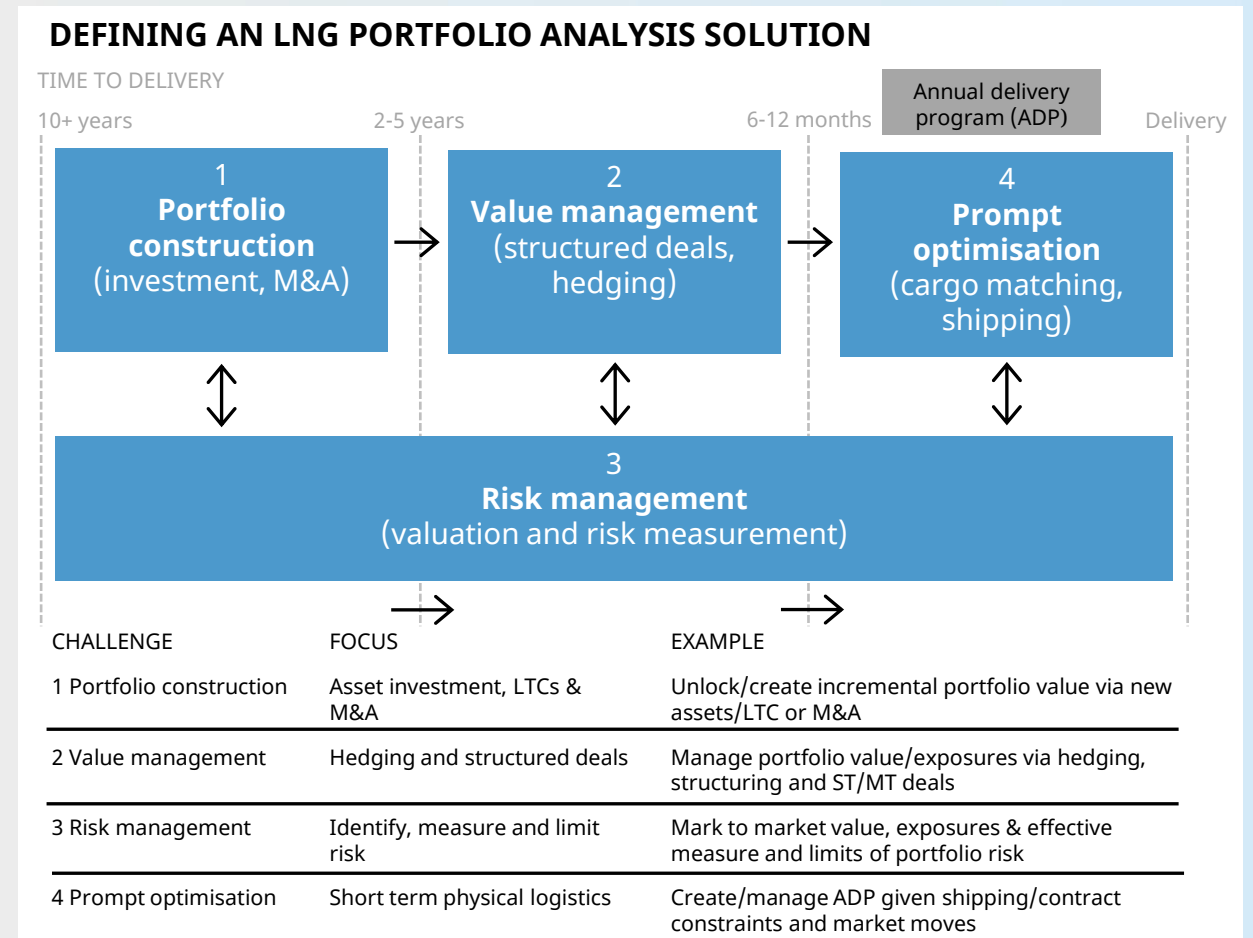 DEFINING AN LNG PORTFOLIO ANALYSIS SOLUTION
TIME TO DELIVERY
10+ years
2-5 years
6-12 months
Annual delivery
program (ADP)
Delivery
1
Portfolio
construction
(investment, M&A)
2
Value management
(structured deals,
hedging)
4
Prompt
optimisation
(cargo matching,
shipping)
3
Risk management
(valuation and risk measurement)
CHALLENGE
FOCUS
EXAMPLE
1 Portfolio construction
Asset investment, LTCs &
M&A
Unlock/create incremental portfolio value via new
assets/LTC or M&A
2 Value management
Hedging and structured deals
Manage portfolio value/exposures via hedging,
structuring and ST/MT deals
3 Risk management
Identify, measure and limit
risk
Mark to market value, exposures & effective
measure and limits of portfolio risk
4 Prompt optimisation
Short term physical logistics
Create/manage ADP given shipping/contract
constraints and market moves